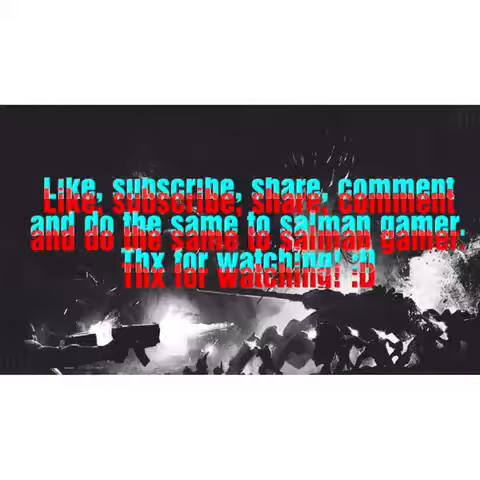 Like, subscribe, share, comment
and do the same to salman gamer.
Thx for watching! :D